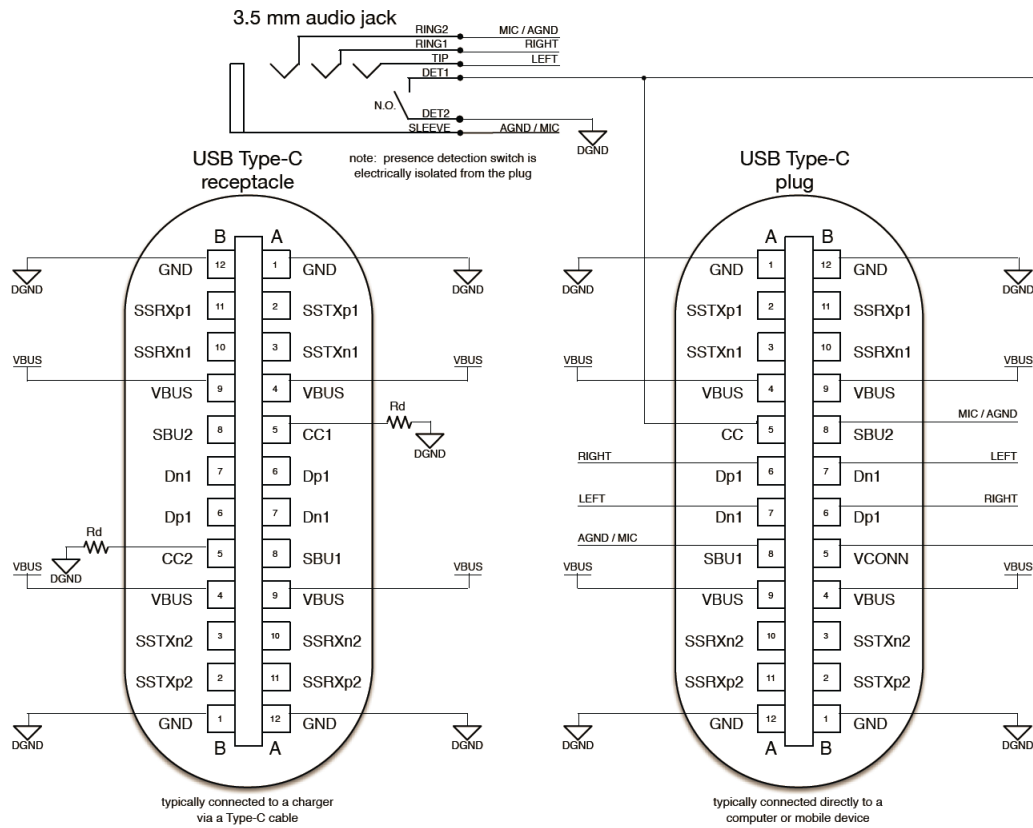 3.5 mm audio jack
RING2 MIC / AGND
RING1 RIGHT
TIP LEFT
DET1
N.O.
DET2
SLEEVE AGND / MIC
DGND
note: presence detection switch is
electrically isolated from the plug
USB Type-C
receptacle
B A
GND 12 1 GND
DGND DGND
SSRXp1 11 2 SSTXp1
SSRXn1 10 3 SSTXn1
VBUS VBUS
VBUS 9 4 VBUS
Rd
SBU2 8 5 CC1
DGND
Dn1 7 6 Dp1
Dp1 6 7 Dn1
Rd
CC2 5 8 SBU1
DGND
VBUS VBUS
VBUS 4 9 VBUS
SSTXn2 3 10 SSRXn2
SSTXp2 2 11 SSRXp2
GND 1 12 GND
DGND DGND
B A
typically connected to a charger
via a Type-C cable
USB Type-C
plug
A B
GND 1 12 GND
DGND DGND
SSTXp1 2 11 SSRXp1
SSTXn1 3 10 SSRXn1
VBUS VBUS
VBUS 4 9 VBUS
MIC / AGND
CC 5 8 SBU2
RIGHT LEFT
Dp1 6 7 Dn1
LEFT RIGHT
Dn1 7 6 Dp1
AGND / MIC
SBU1 8 5 VCONN
VBUS VBUS
VBUS 9 4 VBUS
SSRXn2 10 3 SSTXn2
SSRXp2 11 2 SSTXp2
GND 12 1 GND
DGND DGND
A B
typically connected directly to a
computer or mobile device